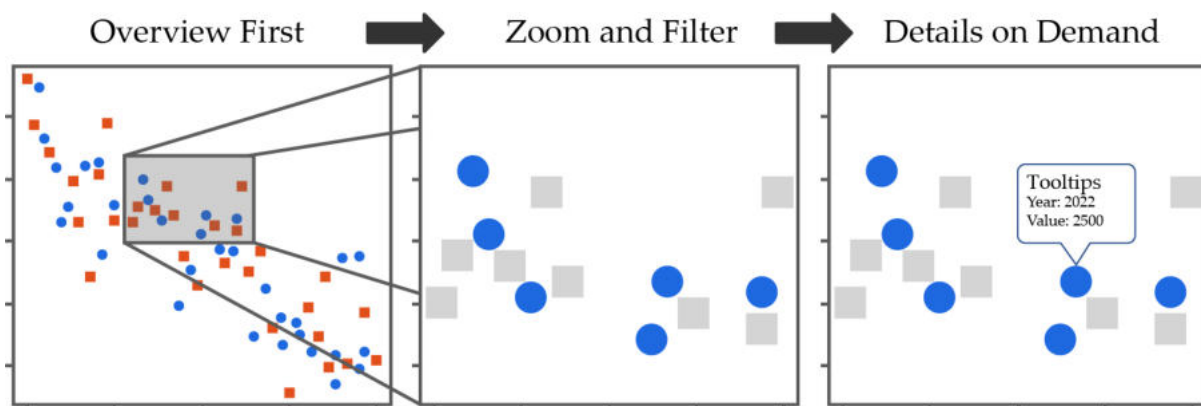 Overview First
Zoom and Filter
Details on Demand
Tooltips
Year: 2022
Value: 2500